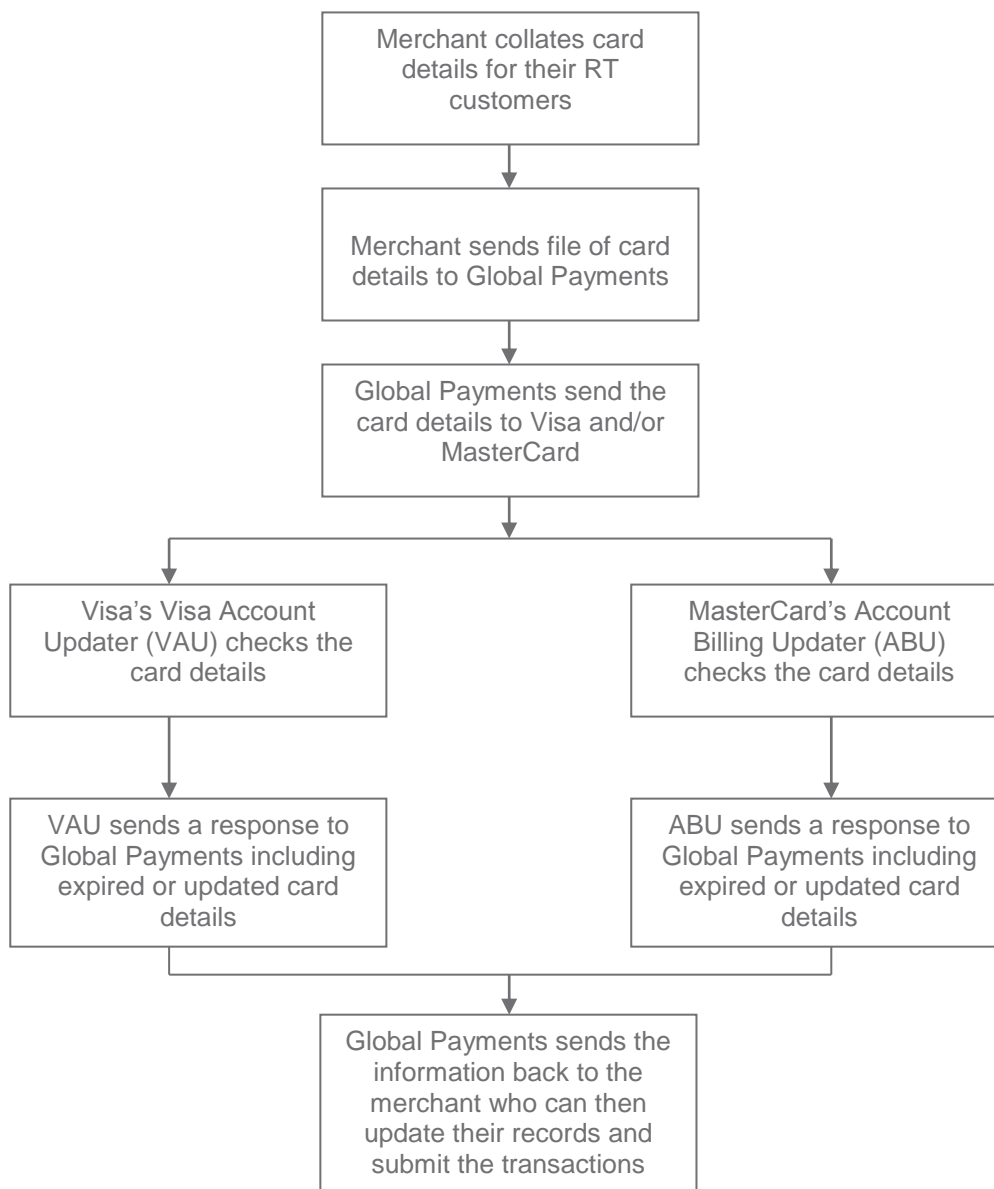 Merchant collates card
details for their RT
customers
Merchant sends file of card
details to Global Payments
Global Payments send the
card details to Visa and/or
MasterCard
Visa’s Visa Account
Updater (VAU) checks the
card details
MasterCard’s Account
Billing Updater (ABU)
checks the card details
VAU sends a response to
Global Payments including
expired or updated card
details
ABU sends a response to
Global Payments including
expired or updated card
details
Global Payments sends the
information back to the
merchant who can then
update their records and
submit the transactions